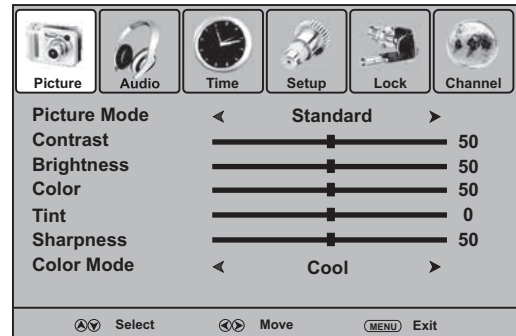 Picture Audio Time Setup Lock Channel
Picture Mode Standard
Contrast 50
Brightness 50
Color 50
Tint 0
Sharpness 50
Color Mode Cool
Select Move MENU Exit